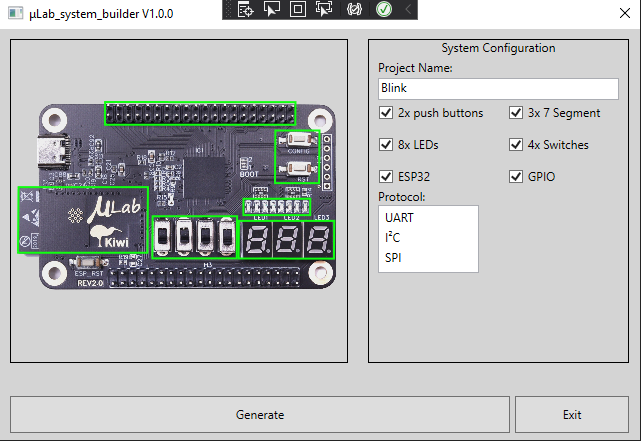 µLab_system_builder V1.0.0
System Configuration
Project Name:
Blink
2x push buttons
3x 7 Segment
8x LEDs
4x Switches
ESP32
GPIO
Protocol:
UART
I²C
SPI
CONFIG
BOOT
RST
LED1
LED2
LED3
µLab
Kiwi
ESP_RST
REV2.0
H3
Generate
Exit